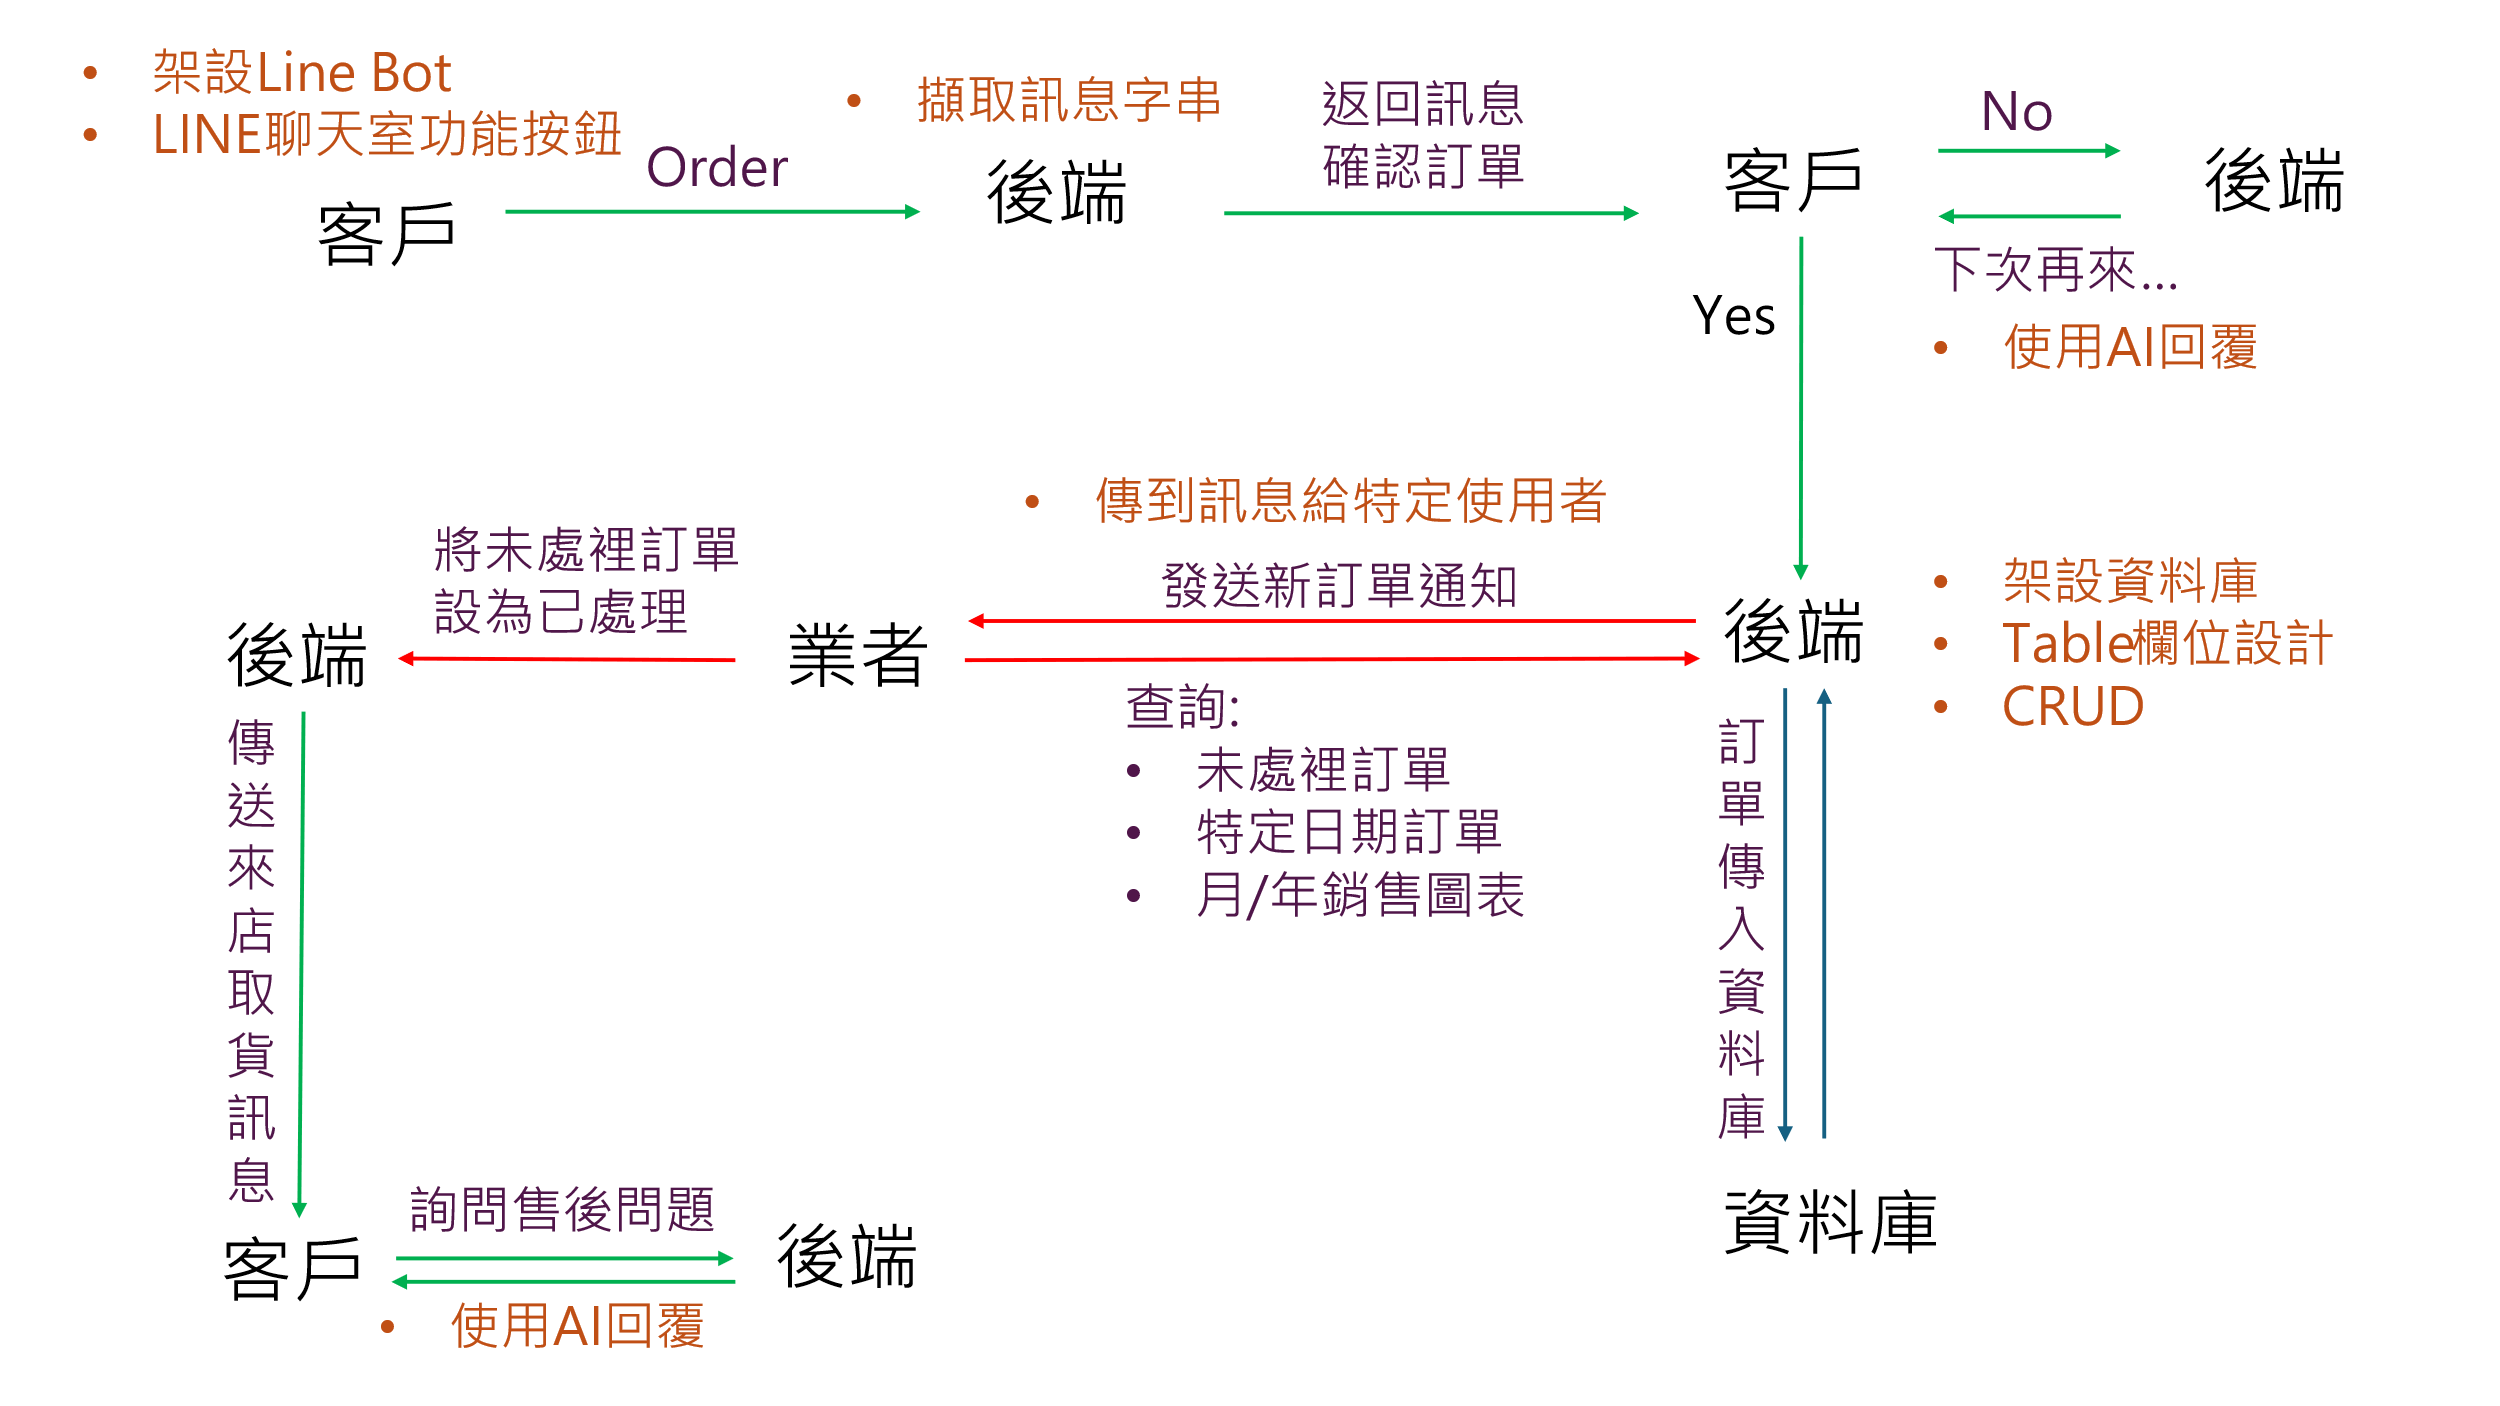 架設Line Bot
LINE聊天室功能按鈕
客戶
Order
擷取訊息字串
後端
返回訊息
確認訂單
客戶
No
後端
下次再來...
使用AI回覆
Yes
傳到訊息給特定使用者
發送新訂單通知
將未處裡訂單
設為已處理
後端
業者
後端
架設資料庫
Table欄位設計
CRUD
查詢:
未處裡訂單
特定日期訂單
月/年銷售圖表
傳送來店取貨訊息
訂單傳入資料庫
資料庫
客戶
詢問售後問題
後端
使用AI回覆